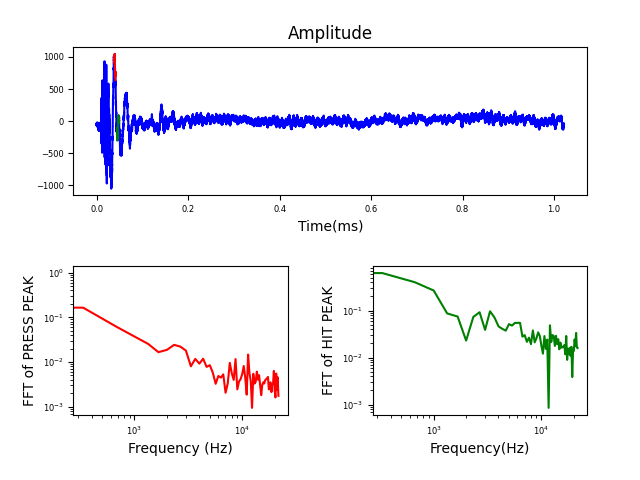 Amplitude
1000
500
0
−500
−1000
0.0 0.2 0.4 0.6 0.8 1.0
Time(ms)
FFT of PRESS PEAK
10⁰
10⁻¹
10⁻²
10⁻³
10³ 10⁴
Frequency (Hz)
FFT of HIT PEAK
10⁻¹
10⁻²
10⁻³
10³ 10⁴
Frequency(Hz)